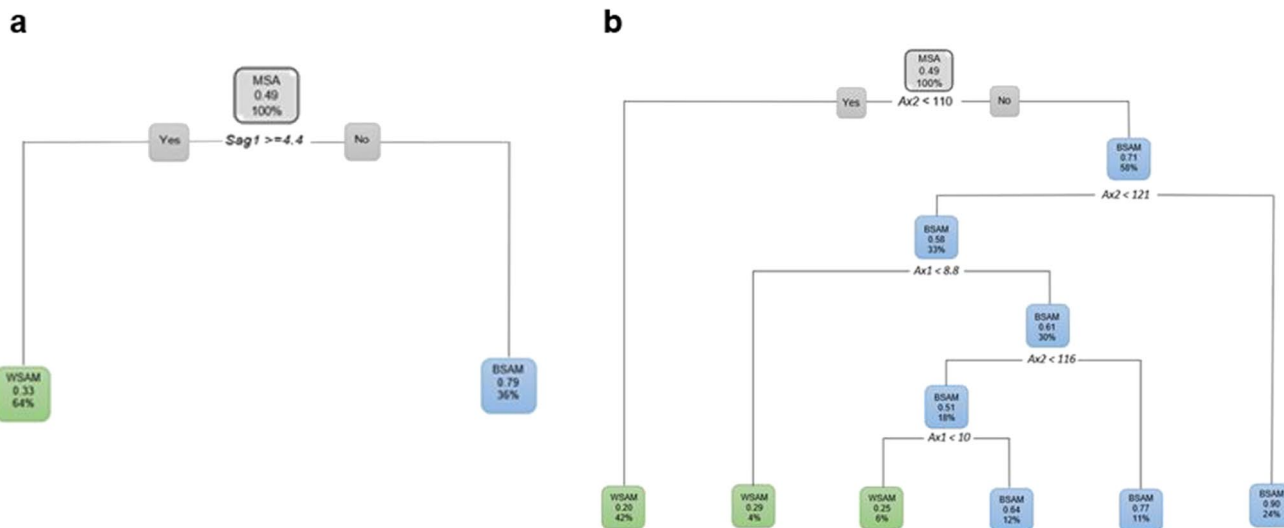 a
MSA
0.49
100%
Yes
Sag1 >=4.4
No
WSAM
0.33
64%
BSAM
0.79
36%
b
MSA
0.49
100%
Yes
Ax2 < 110
No
BSAM
0.71
58%
Ax2 < 121
BSAM
0.58
33%
Ax1 < 8.8
BSAM
0.61
30%
Ax2 < 116
BSAM
0.51
18%
Ax1 < 10
WSAM
0.20
42%
WSAM
0.29
4%
WSAM
0.25
6%
BSAM
0.64
12%
BSAM
0.77
11%
BSAM
0.90
24%